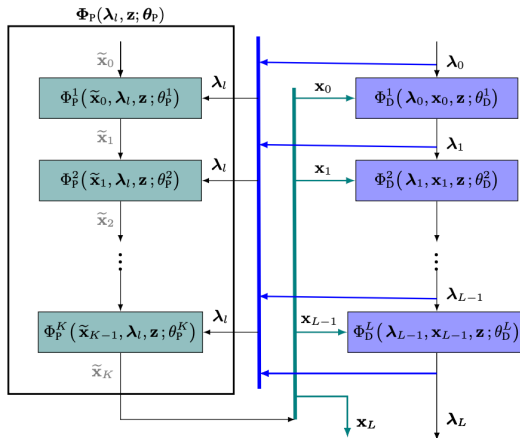 𝚽_P(𝛌_l, 𝐳; 𝛉_P)
x̃_0
𝛌_0
Φ_P^1(x̃_0, 𝛌_l, 𝐳; θ_P^1)
𝛌_l
𝐱_0
Φ_D^1(𝛌_0, 𝐱_0, 𝐳; θ_D^1)
x̃_1
𝛌_1
Φ_P^2(x̃_1, 𝛌_l, 𝐳; θ_P^2)
𝛌_l
𝐱_1
Φ_D^2(𝛌_1, 𝐱_1, 𝐳; θ_D^2)
x̃_2
⋮
⋮
𝛌_{L−1}
Φ_P^K(x̃_{K−1}, 𝛌_l, 𝐳; θ_P^K)
𝛌_l
𝐱_{L−1}
Φ_D^L(𝛌_{L−1}, 𝐱_{L−1}, 𝐳; θ_D^L)
x̃_K
𝐱_L
𝛌_L